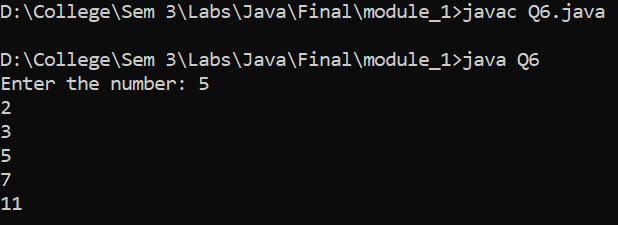 D:\College\Sem 3\Labs\Java\Final\module_1>javac Q6.java
D:\College\Sem 3\Labs\Java\Final\module_1>java Q6
Enter the number: 5
2
3
5
7
11